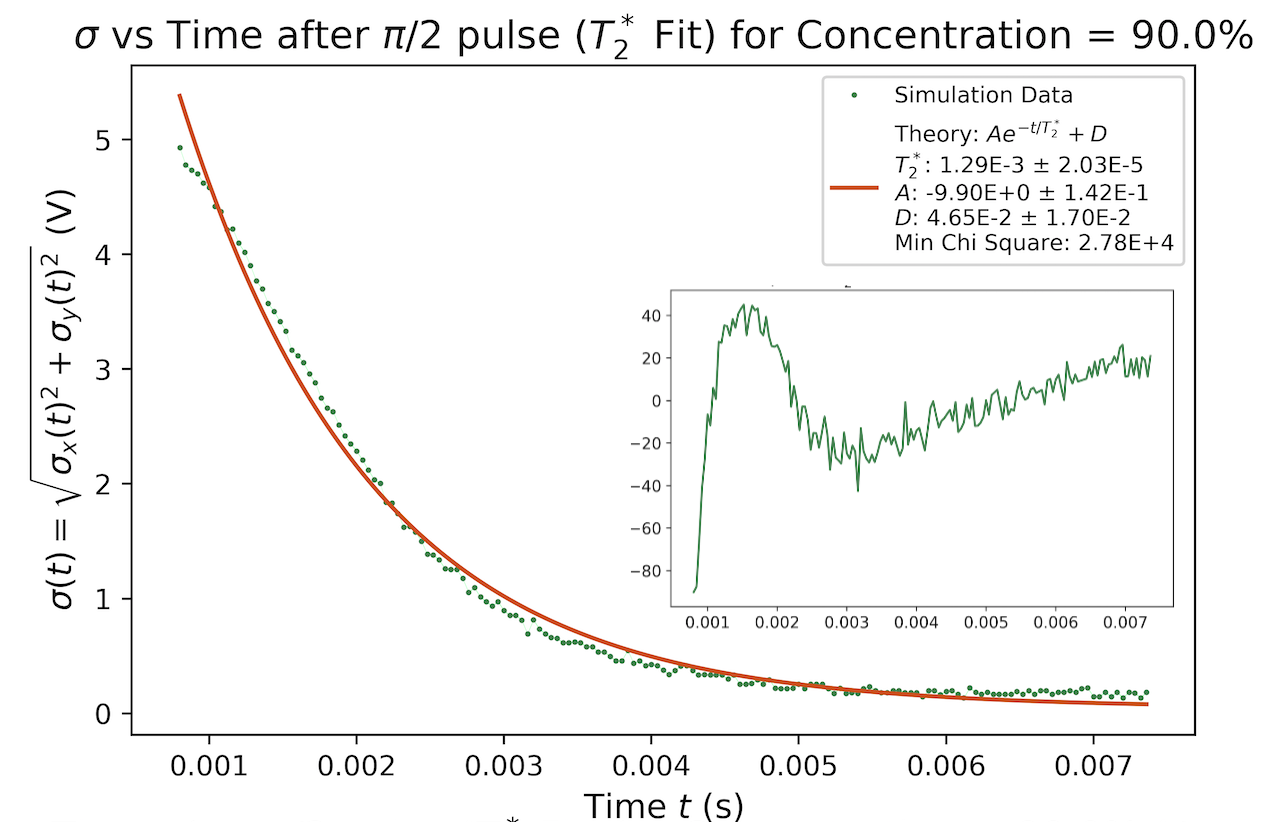 σ vs Time after π/2 pulse (T₂* Fit) for Concentration = 90.0%
σ(t) = √σₓ(t)² + σᵧ(t)² (V)
5
4
3
2
1
0
Simulation Data
Theory: Ae^{−t/T₂*} + D
T₂*: 1.29E-3 ± 2.03E-5
A: -9.90E+0 ± 1.42E-1
D: 4.65E-2 ± 1.70E-2
Min Chi Square: 2.78E+4
40
20
0
−20
−40
−60
−80
0.001 0.002 0.003 0.004 0.005 0.006 0.007
0.001 0.002 0.003 0.004 0.005 0.006 0.007
Time t (s)
*